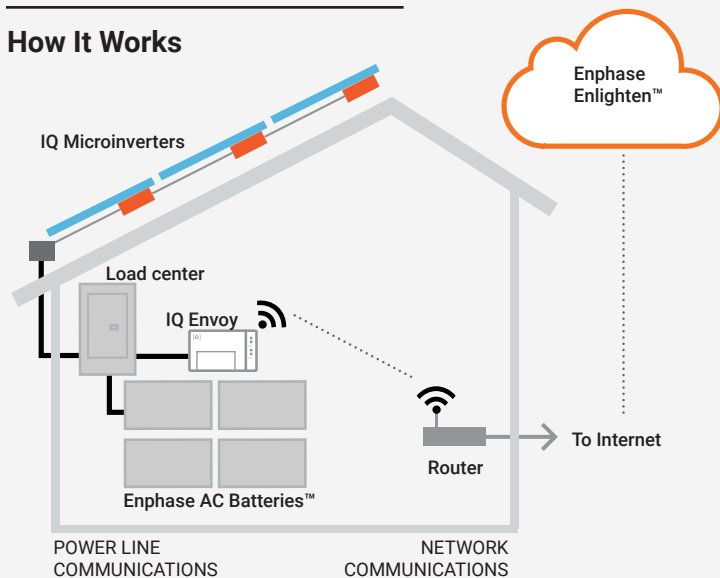 How It Works
Enphase
Enlighten™
IQ Microinverters
Load center
IQ Envoy
To Internet
Router
Enphase AC Batteries™
POWER LINE
COMMUNICATIONS
NETWORK
COMMUNICATIONS